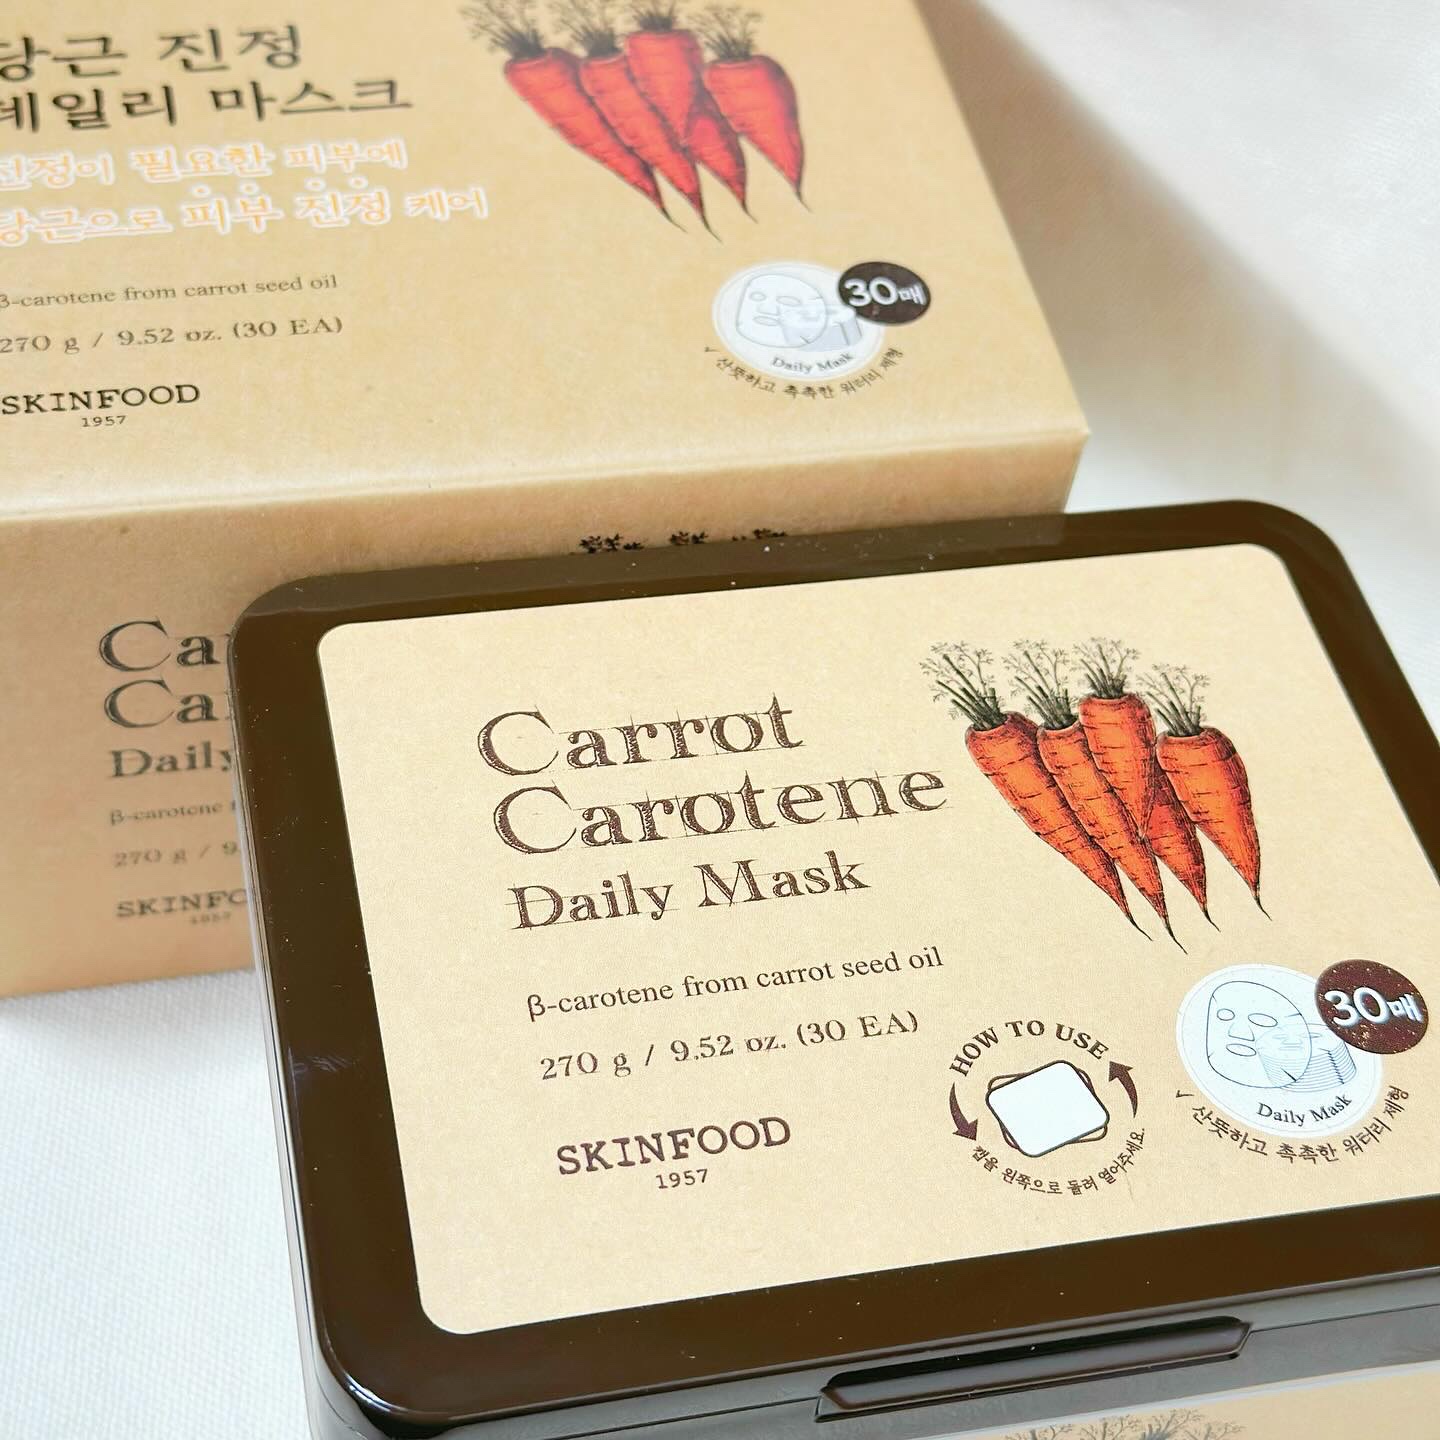 당근 진정
데일리 마스크
진정이 필요한 피부에
당근으로 피부 진정 케어
β-carotene from carrot seed oil
270 g / 9.52 oz. (30 EA)
SKINFOOD
1957
30매
Daily Mask
✓ 산뜻하고 촉촉한 워터리 제형
Ca
Ca
Daily
β-carotene
270 g / 9.
SKINFO
1957
Carrot
Carotene
Daily Mask
β-carotene from carrot seed oil
270 g / 9.52 oz. (30 EA)
SKINFOOD
1957
HOW TO USE
캡을 왼쪽으로 돌려 열어주세요.
30매
Daily Mask
✓ 산뜻하고 촉촉한 워터리 제형